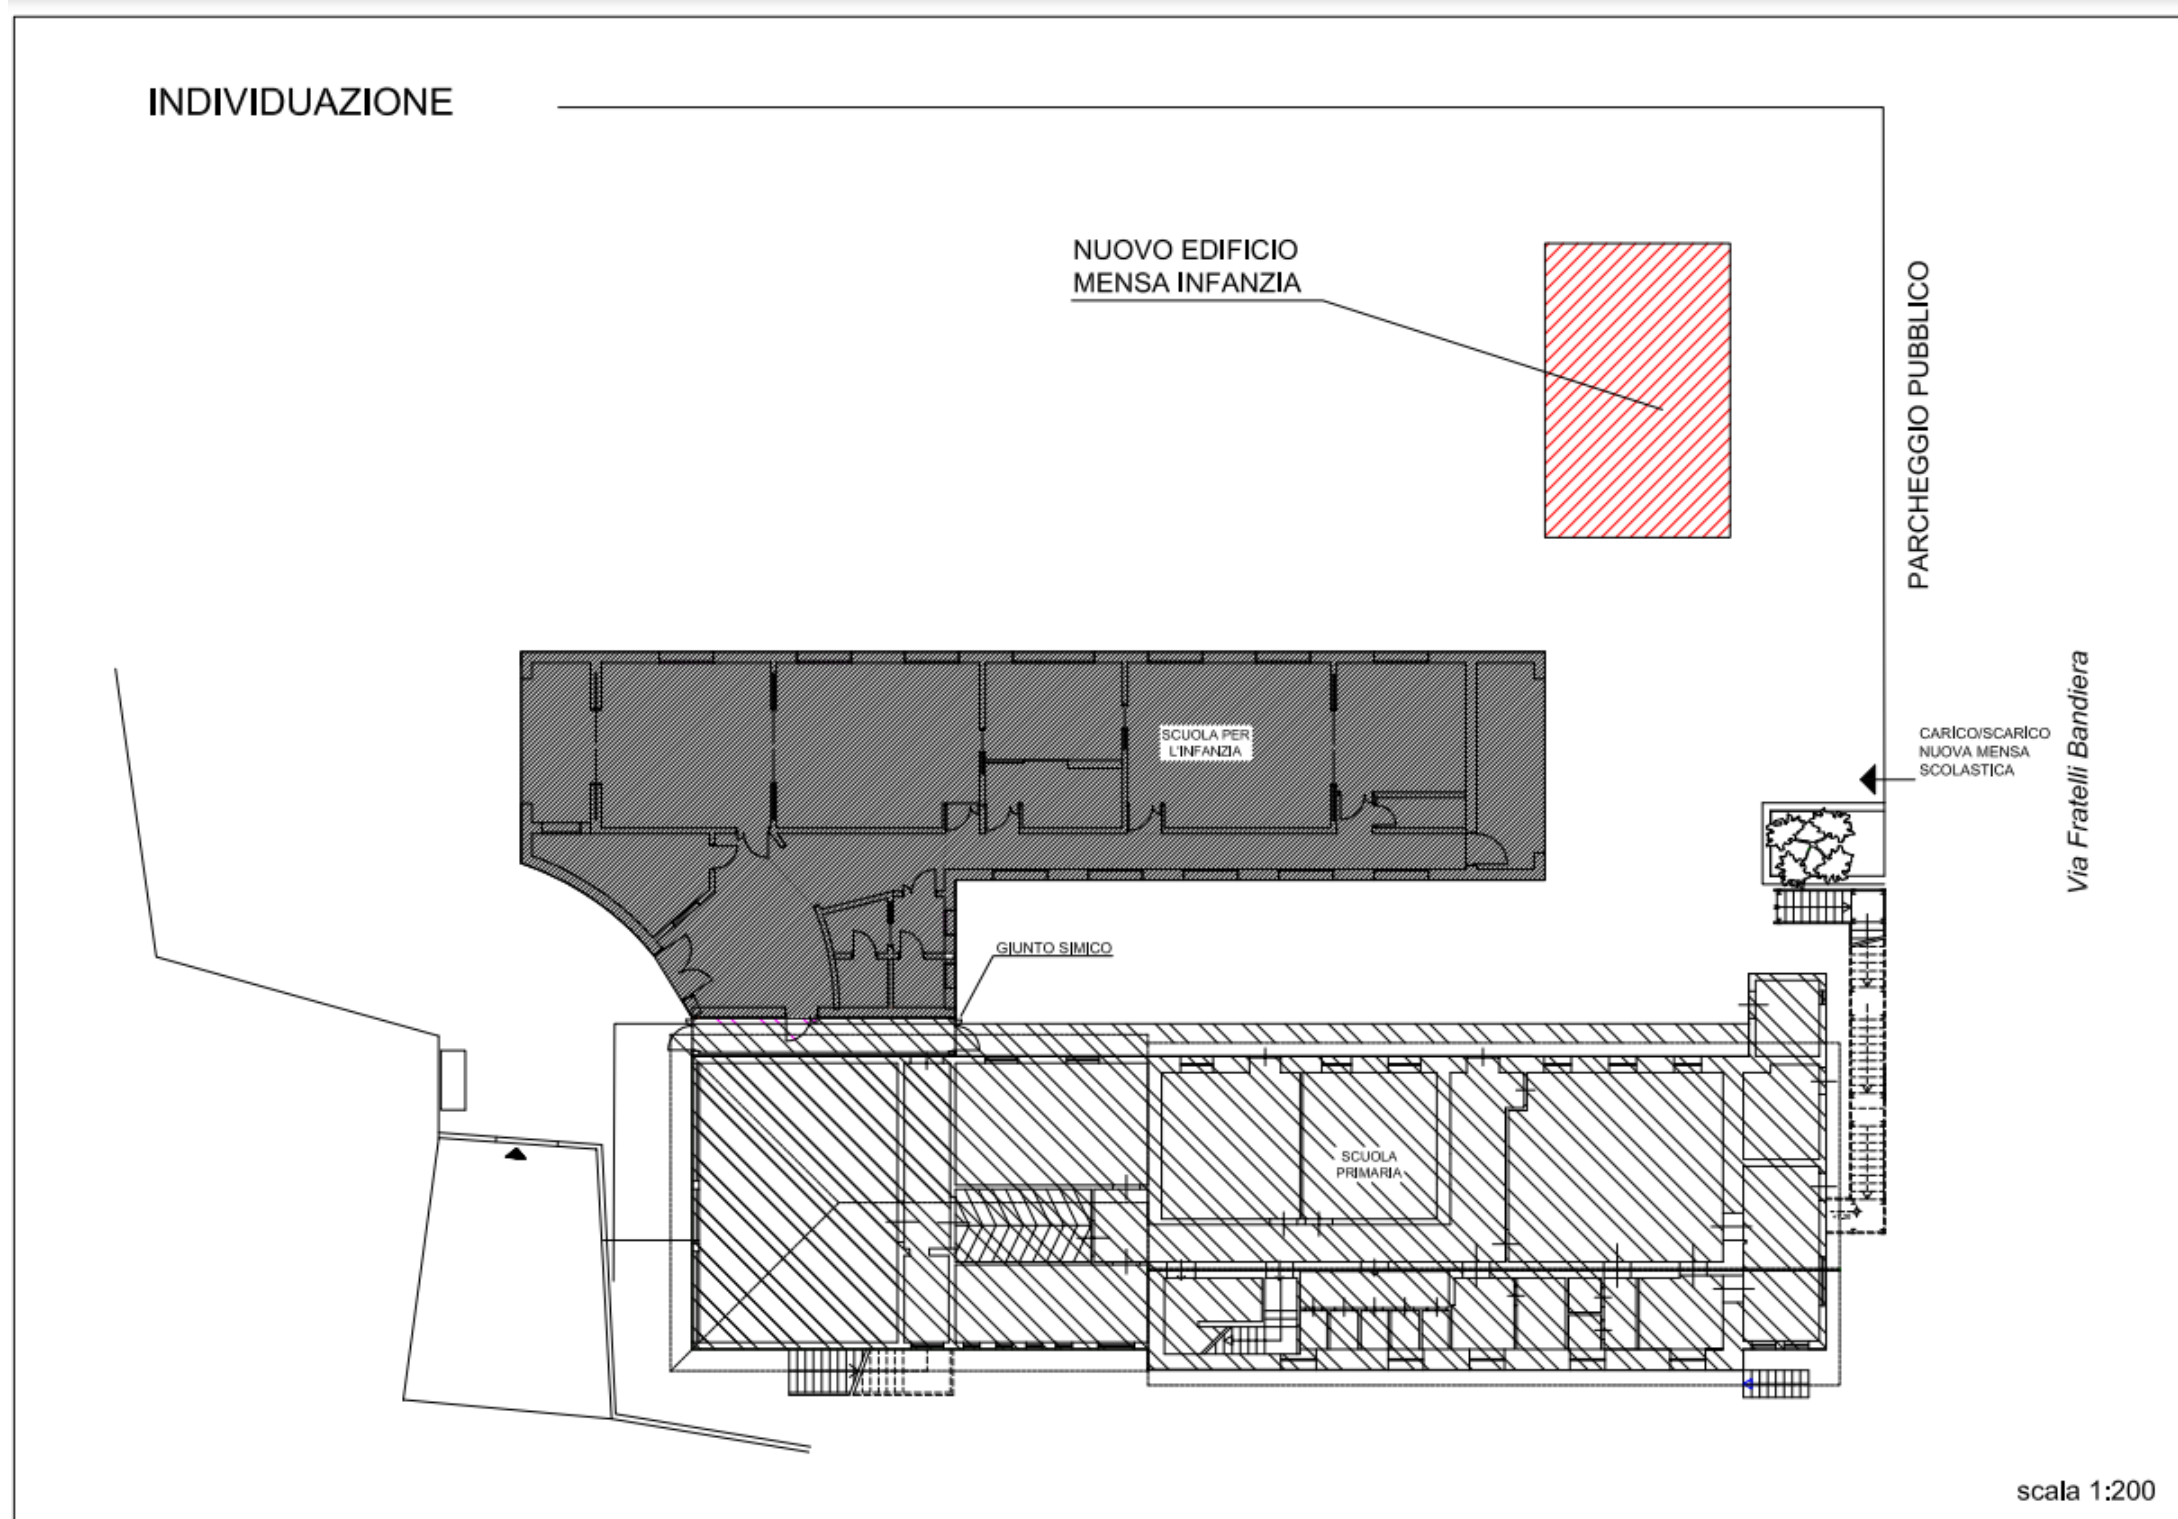 INDIVIDUAZIONE
NUOVO EDIFICIO
MENSA INFANZIA
PARCHEGGIO PUBBLICO
SCUOLA PER
L'INFANZIA
CARICO/SCARICO
NUOVA MENSA
SCOLASTICA
Via Fratelli Bandiera
GIUNTO SIMICO
SCUOLA
PRIMARIA
scala 1:200